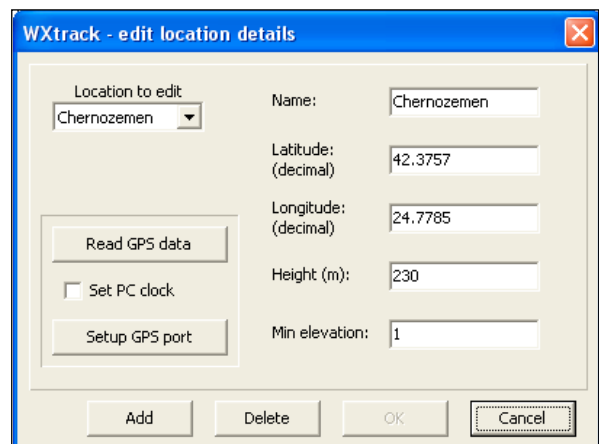 WXtrack - edit location details
Location to edit
Chernozemen
Name:
Chernozemen
Latitude:
(decimal)
42.3757
Longitude:
(decimal)
24.7785
Read GPS data
Set PC clock
Setup GPS port
Height (m):
230
Min elevation:
1
Add
Delete
OK
Cancel